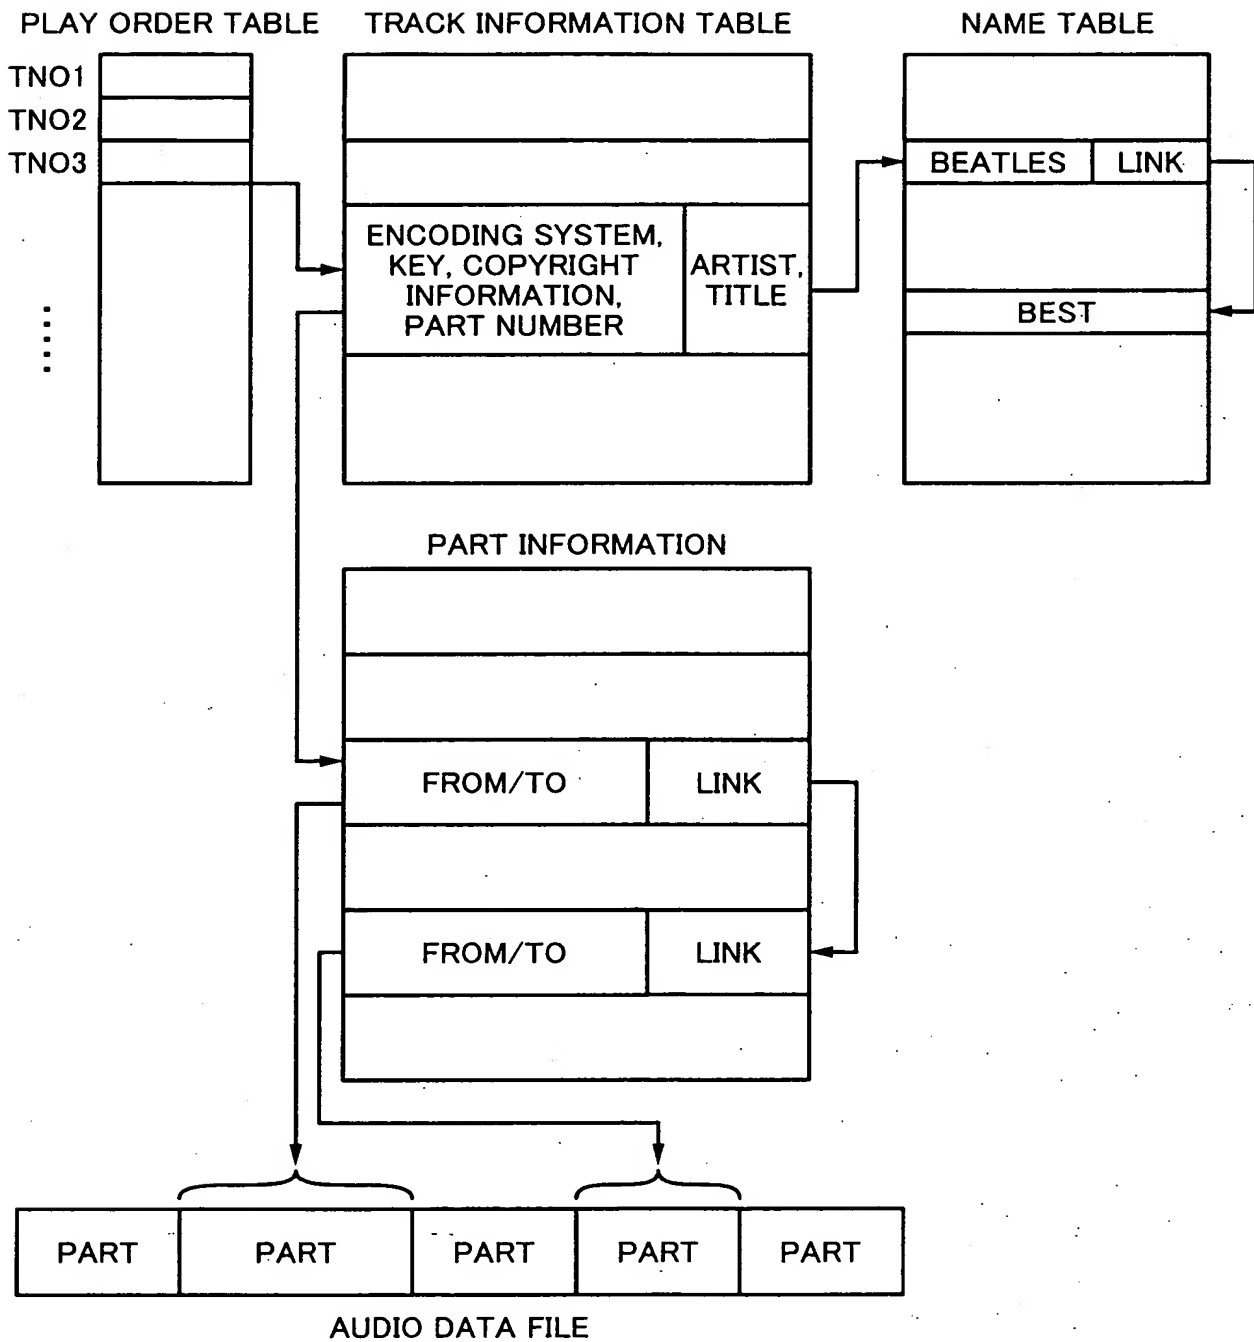 PLAY ORDER TABLE
TRACK INFORMATION TABLE
NAME TABLE
TNO1
TNO2
TNO3
BEATLES
LINK
ENCODING SYSTEM,
KEY, COPYRIGHT
INFORMATION,
PART NUMBER
ARTIST,
TITLE
BEST
PART INFORMATION
FROM/TO
LINK
FROM/TO
LINK
PART
PART
PART
PART
PART
AUDIO DATA FILE